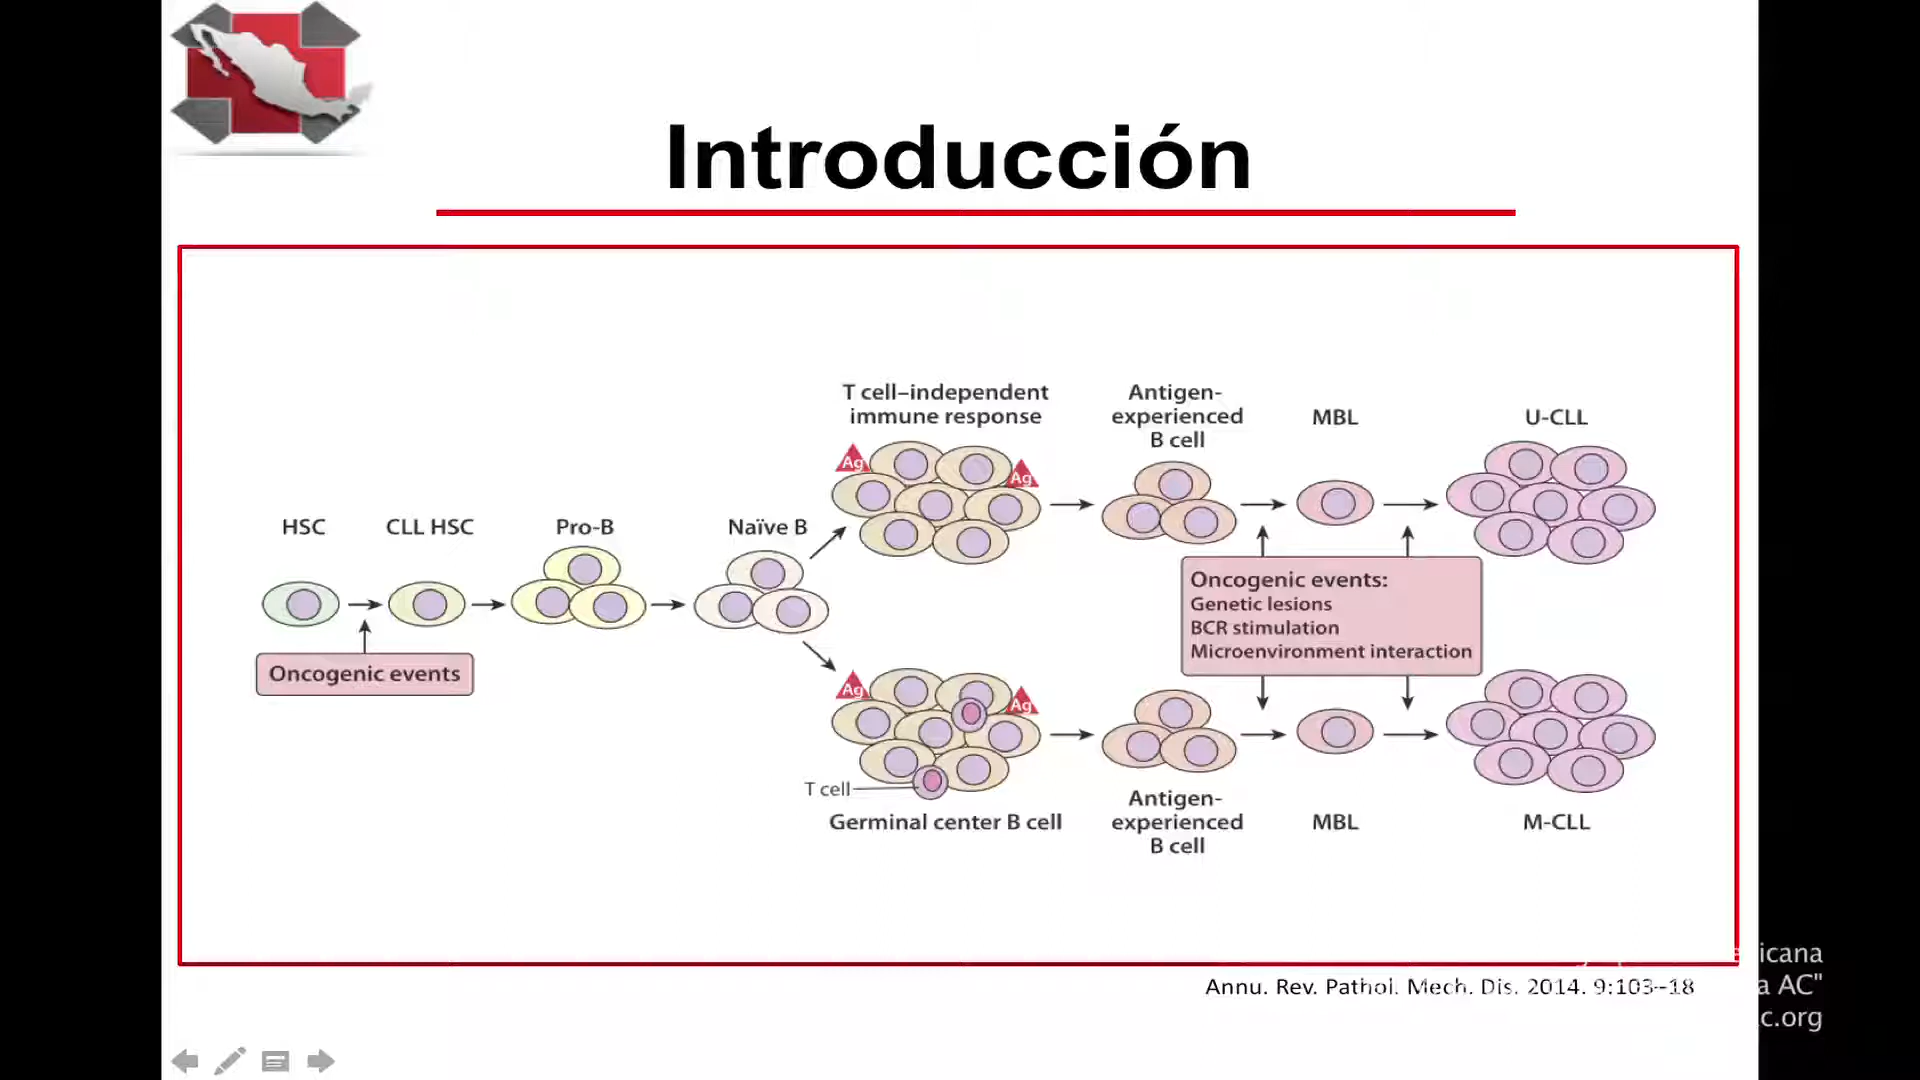 Introducción
T cell–independent
immune response
Antigen-
experienced
B cell
MBL
U-CLL
Ag
Ag
HSC
CLL HSC
Pro-B
Naïve B
Oncogenic events
Oncogenic events:
Genetic lesions
BCR stimulation
Microenvironment interaction
Ag
Ag
T cell
Germinal center B cell
Antigen-
experienced
B cell
MBL
M-CLL
Annu. Rev. Pathol. Mech. Dis. 2014. 9:103–18
icana
a AC"
c.org